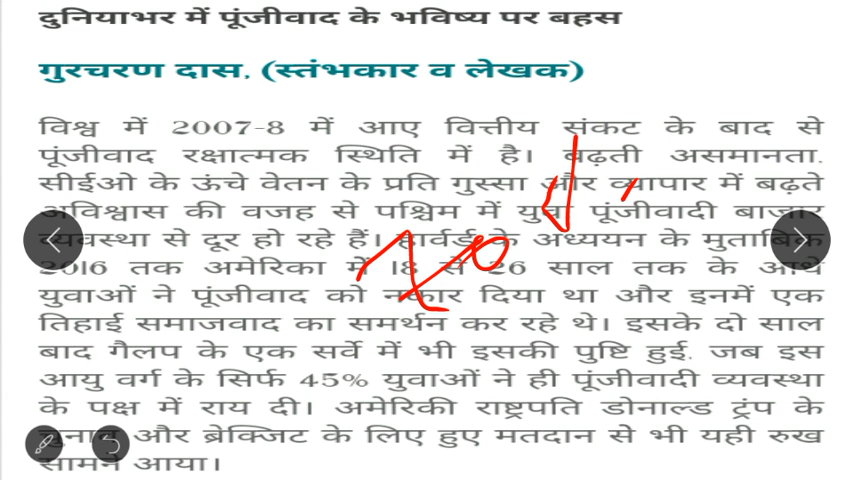 दुनियाभर में पूंजीवाद के भविष्य पर बहस
गुरचरण दास, (स्तंभकार व लेखक)
विश्व में 2007-8 में आए वित्तीय संकट के बाद से
पूंजीवाद रक्षात्मक स्थिति में है। बढ़ती असमानता,
सीईओ के ऊंचे वेतन के प्रति गुस्सा और व्यापार में बढ़ते
अविश्वास की वजह से पश्चिम में युवा पूंजीवादी बाजार
व्यवस्था से दूर हो रहे हैं। हार्वर्ड के अध्ययन के मुताबिक
2016 तक अमेरिका में 18 से 26 साल तक के आधे
युवाओं ने पूंजीवाद को नकार दिया था और इनमें एक
तिहाई समाजवाद का समर्थन कर रहे थे। इसके दो साल
बाद गैलप के एक सर्वे में भी इसकी पुष्टि हुई, जब इस
आयु वर्ग के सिर्फ 45% युवाओं ने ही पूंजीवादी व्यवस्था
के पक्ष में राय दी। अमेरिकी राष्ट्रपति डोनाल्ड ट्रंप के
चुनाव और ब्रेक्जिट के लिए हुए मतदान से भी यही रुख
सामने आया।